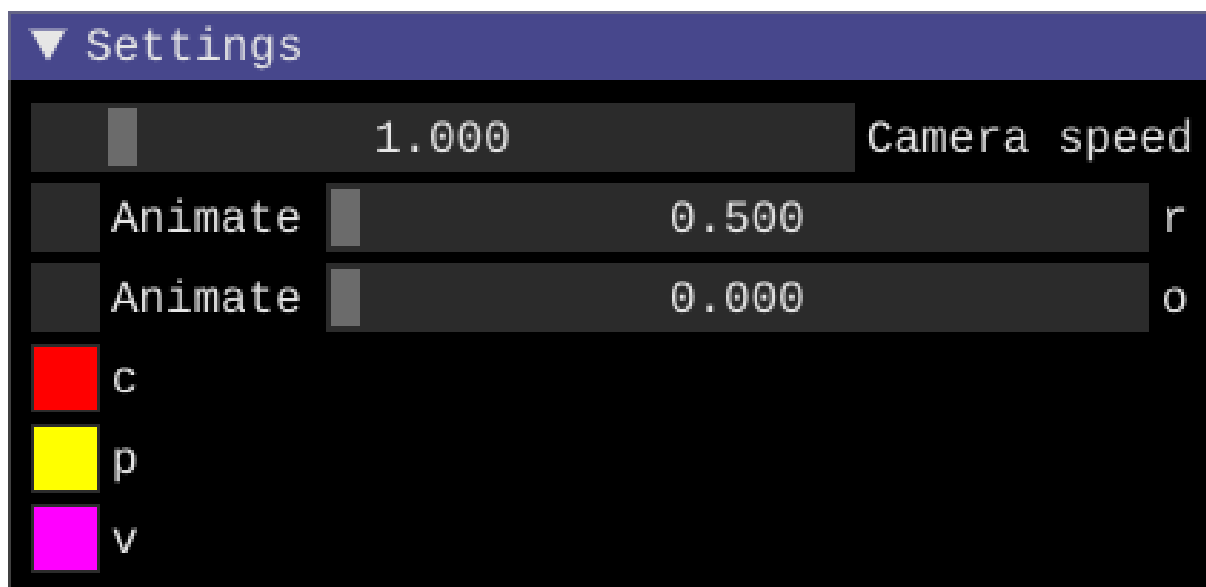 Settings
1.000 Camera speed
Animate 0.500 r
Animate 0.000 o
c
p
v